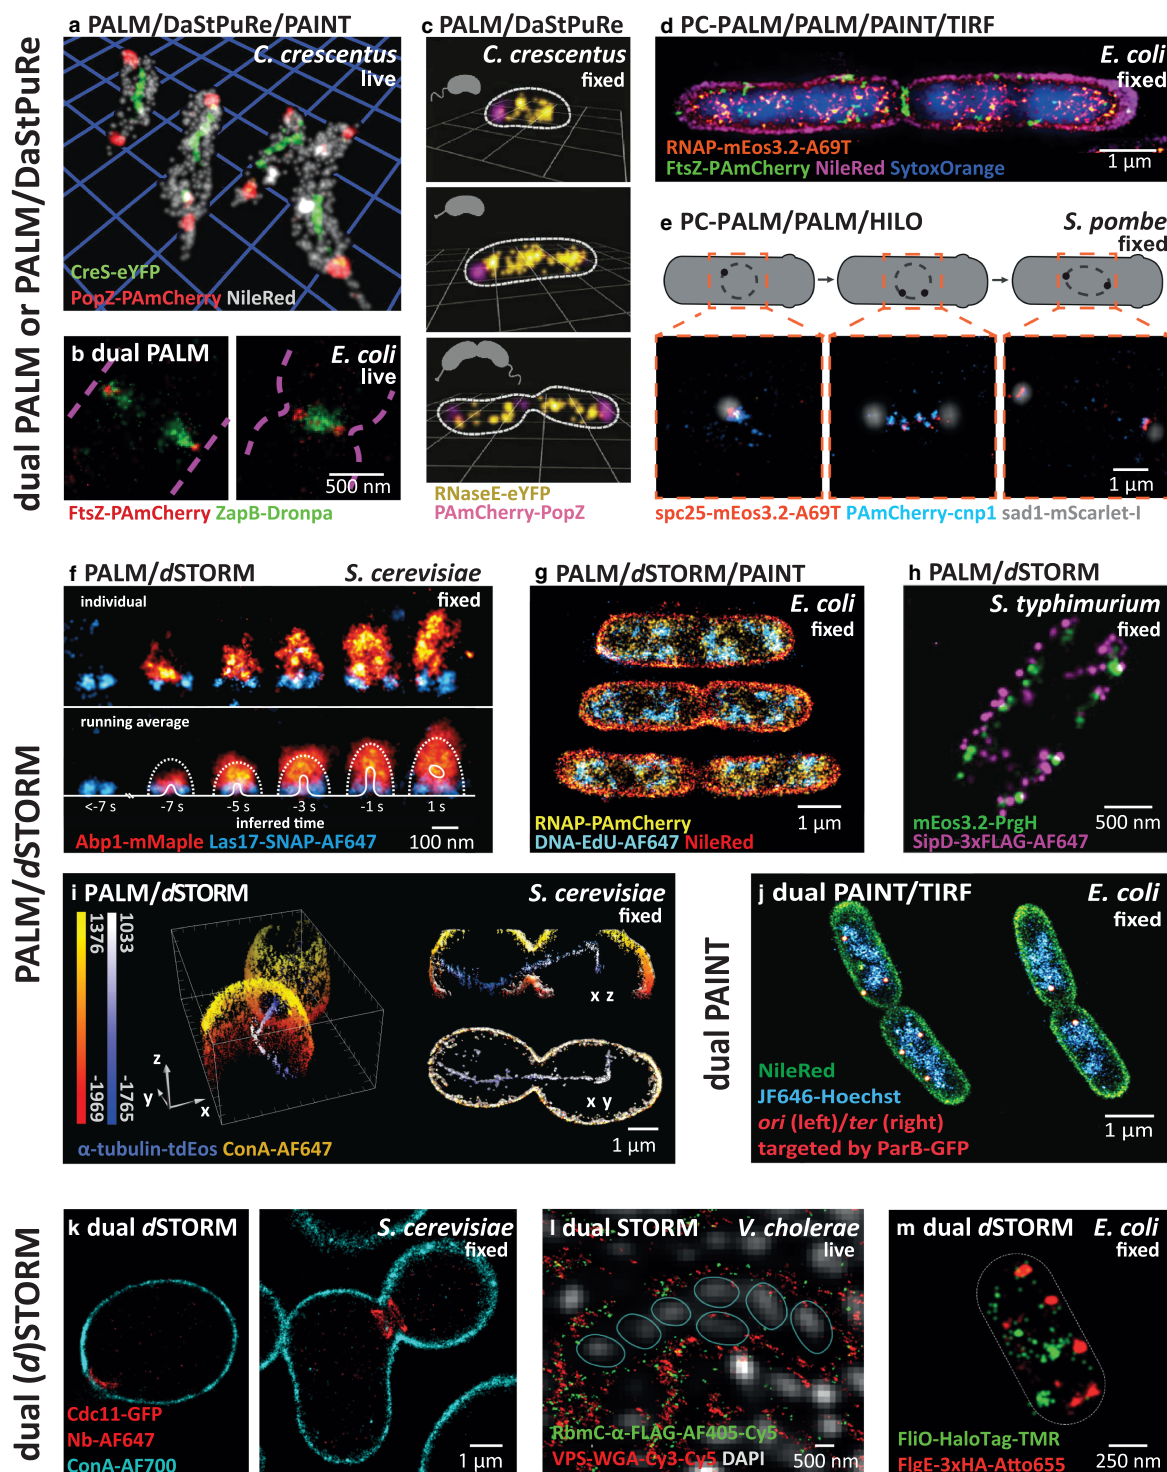 dual PALM or PALM/DaStPuRe
a PALM/DaStPuRe/PAINT
C. crescentus
live
CreS-eYFP
PopZ-PAmCherry NileRed
b dual PALM
E. coli
live
500 nm
FtsZ-PAmCherry ZapB-Dronpa
c PALM/DaStPuRe
C. crescentus
fixed
RNaseE-eYFP
PAmCherry-PopZ
d PC-PALM/PALM/PAINT/TIRF
E. coli
fixed
RNAP-mEos3.2-A69T
FtsZ-PAmCherry NileRed SytoxOrange
1 µm
e PC-PALM/PALM/HILO
S. pombe
fixed
1 µm
spc25-mEos3.2-A69T PAmCherry-cnp1 sad1-mScarlet-I
PALM/dSTORM
f PALM/dSTORM
S. cerevisiae
fixed
individual
running average
<-7 s -7 s -5 s -3 s -1 s 1 s
inferred time
Abp1-mMaple Las17-SNAP-AF647
100 nm
g PALM/dSTORM/PAINT
E. coli
fixed
RNAP-PAmCherry
DNA-EdU-AF647 NileRed
1 µm
h PALM/dSTORM
S. typhimurium
fixed
mEos3.2-PrgH
SipD-3xFLAG-AF647
500 nm
i PALM/dSTORM
S. cerevisiae
fixed
1376
-1969
1033
-1765
z
y
x
x z
x y
α-tubulin-tdEos ConA-AF647
1 µm
dual PAINT
j dual PAINT/TIRF
E. coli
fixed
NileRed
JF646-Hoechst
ori (left)/ter (right)
targeted by ParB-GFP
1 µm
dual (d)STORM
k dual dSTORM
S. cerevisiae
fixed
Cdc11-GFP
Nb-AF647
ConA-AF700
1 µm
l dual STORM
V. cholerae
live
RbmC-α-FLAG-AF405-Cy5
VPS-WGA-Cy3-Cy5 DAPI
500 nm
m dual dSTORM
E. coli
fixed
FliO-HaloTag-TMR
FlgE-3xHA-Atto655
250 nm